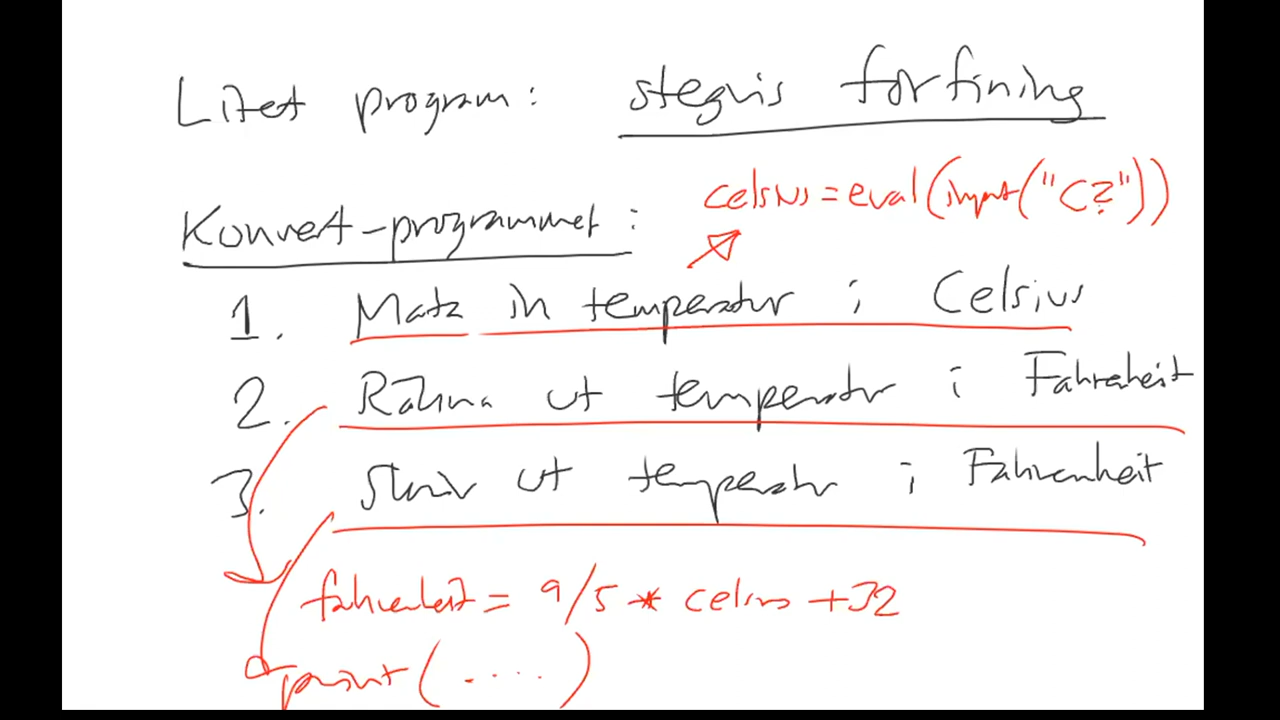 Litet program: stegvis förfining
celsius = eval(input("C?"))
Konvert-programmet:
1. Mata in temperatur i Celsius
2. Räkna ut temperatur i Fahrenheit
3. Skriv ut temperatur i Fahrenheit
fahrenheit = 9/5 * celsius + 32
print(....)